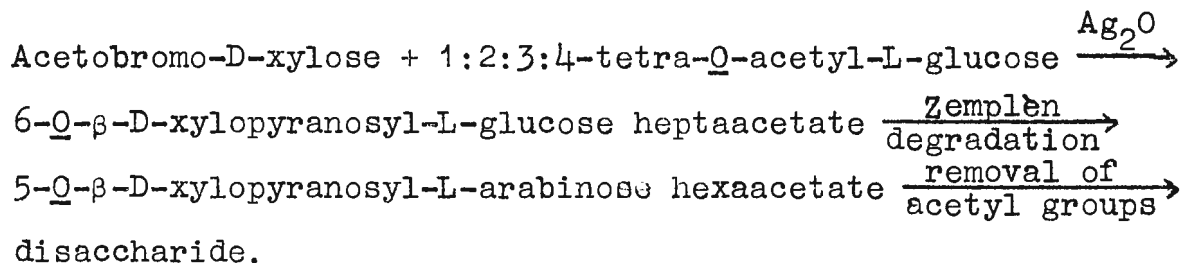 Acetobromo-D-xylose + 1:2:3:4-tetra-O-acetyl-L-glucose Ag₂O →
6-O-β-D-xylopyranosyl-L-glucose heptaacetate Zemplèn degradation →
5-O-β-D-xylopyranosyl-L-arabinose hexaacetate removal of acetyl groups →
disaccharide.